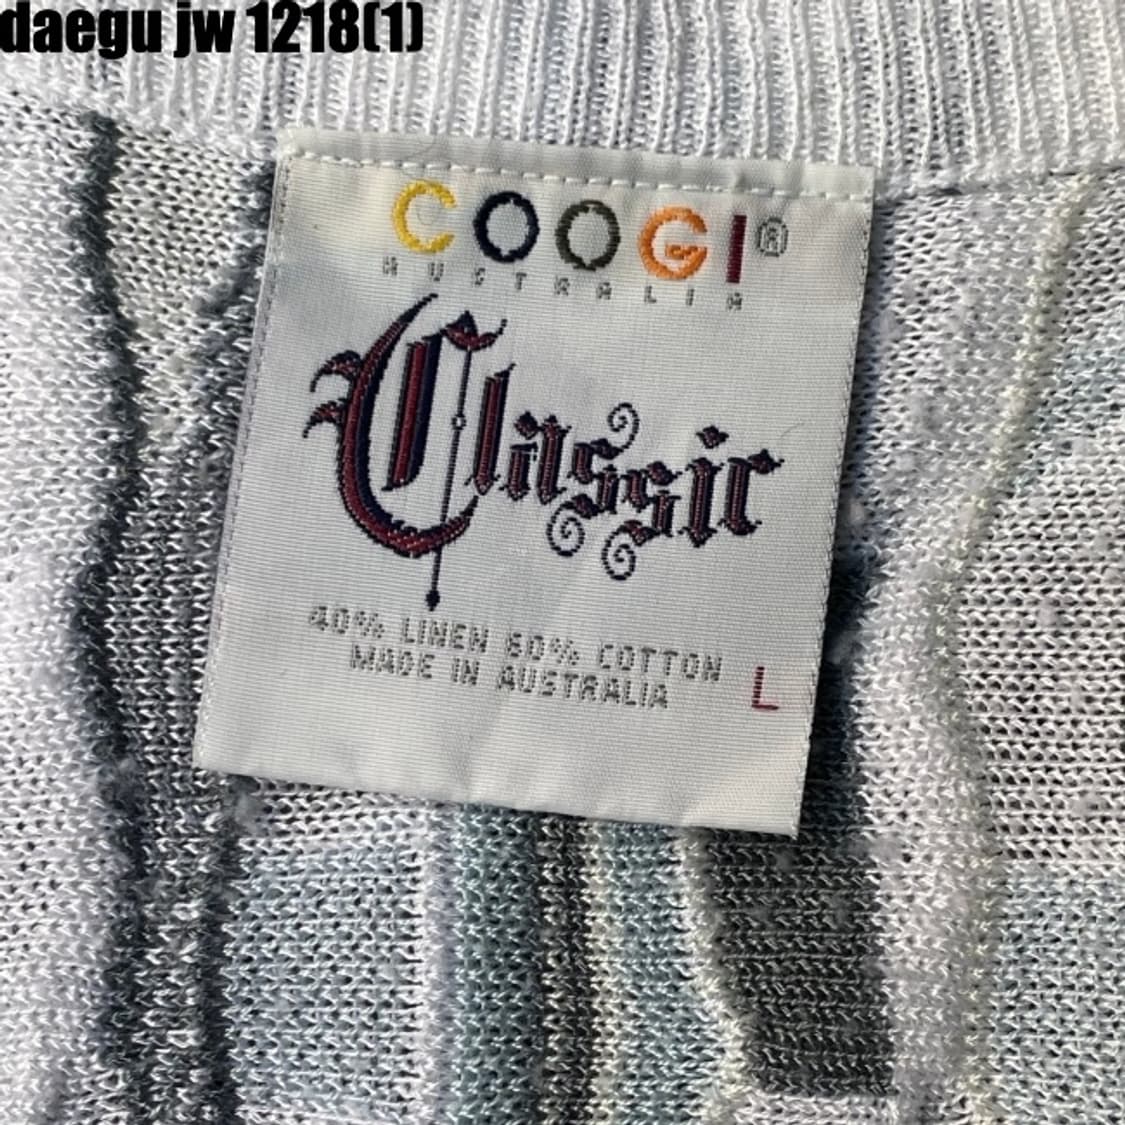 daegu jw 1218(1)
COOGI®
AUSTRALIA
Classic
40% LINEN 60% COTTON
MADE IN AUSTRALIA
L